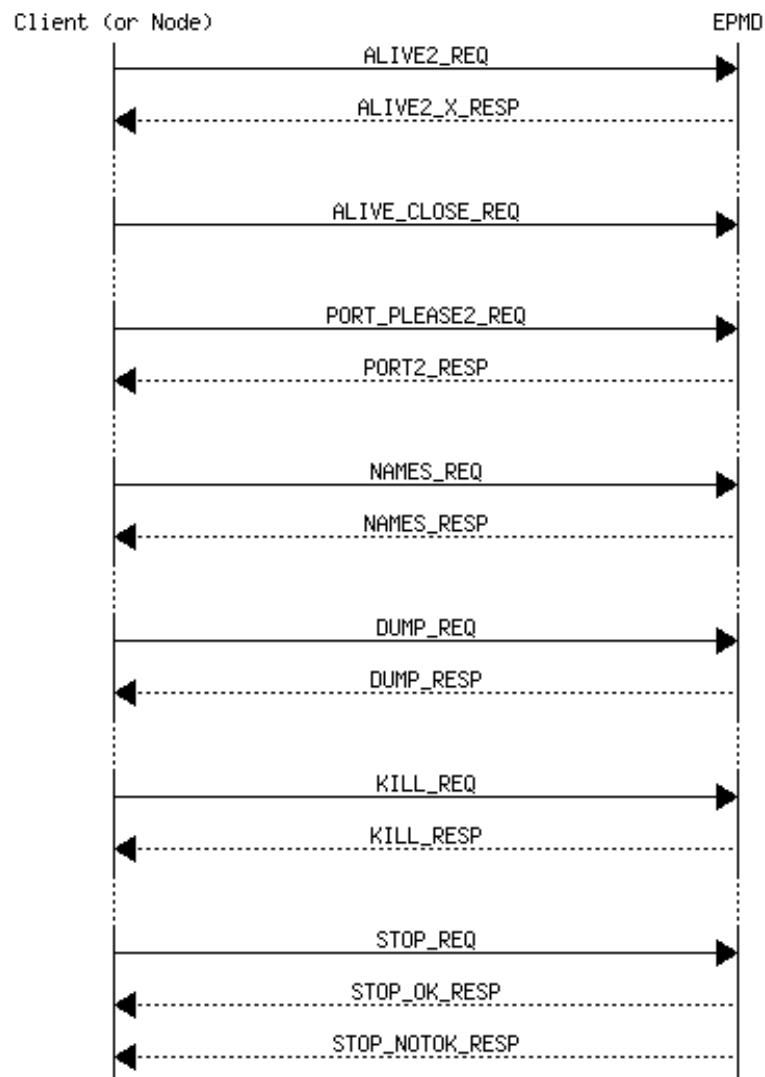 Client (or Node) EPMD
ALIVE2_REQ
ALIVE2_X_RESP
ALIVE_CLOSE_REQ
PORT_PLEASE2_REQ
PORT2_RESP
NAMES_REQ
NAMES_RESP
DUMP_REQ
DUMP_RESP
KILL_REQ
KILL_RESP
STOP_REQ
STOP_OK_RESP
STOP_NOTOK_RESP